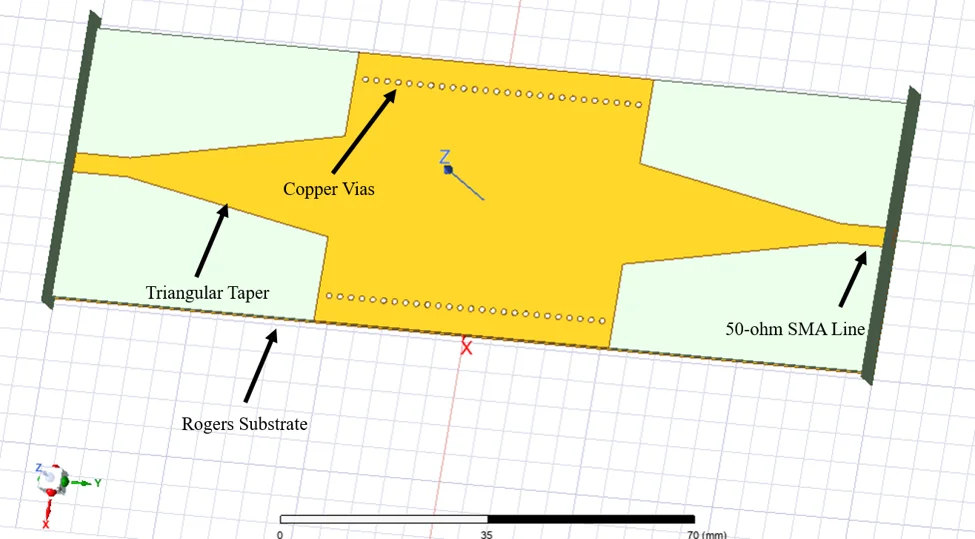 Z
Copper Vias
Triangular Taper
50-ohm SMA Line
X
Rogers Substrate
Z
Y
X
0 35 70 (mm)